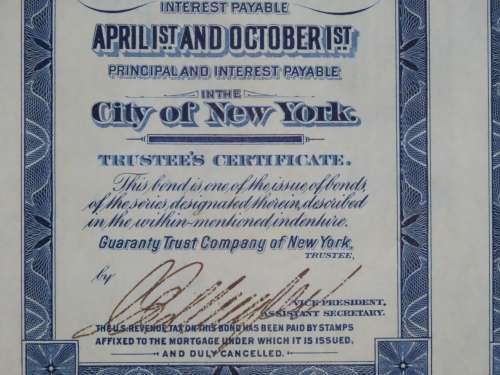 INTEREST PAYABLE
APRIL 1ST AND OCTOBER 1ST
PRINCIPAL AND INTEREST PAYABLE
IN THE
City of New York.
TRUSTEE'S CERTIFICATE.
This bond is one of the issue of bonds,
of the series designated therein, described
in the within-mentioned indenture.
Guaranty Trust Company of New York,
TRUSTEE,
by
VICE PRESIDENT,
ASSISTANT SECRETARY.
THE U.S. REVENUE TAX ON THIS BOND HAS BEEN PAID BY STAMPS
AFFIXED TO THE MORTGAGE UNDER WHICH IT IS ISSUED,
AND DULY CANCELLED.